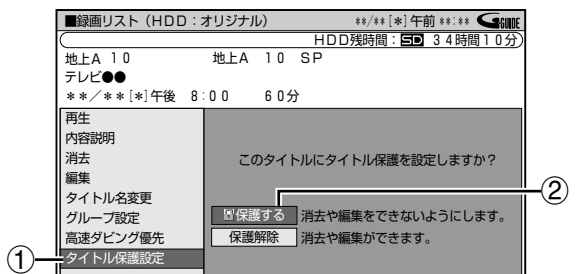 ■録画リスト（HDD：オリジナル） **/**[*]午前 **:** GGUIDE
HDD残時間：SD 34時間10分
地上A 10 地上A 10 SP
テレビ●●
**／**[*]午後 8:00 60分
再生
内容説明
消去
編集
タイトル名変更
グループ設定
高速ダビング優先
タイトル保護設定
このタイトルにタイトル保護を設定しますか？
保護する 消去や編集をできないようにします。
保護解除 消去や編集ができます。
①
②